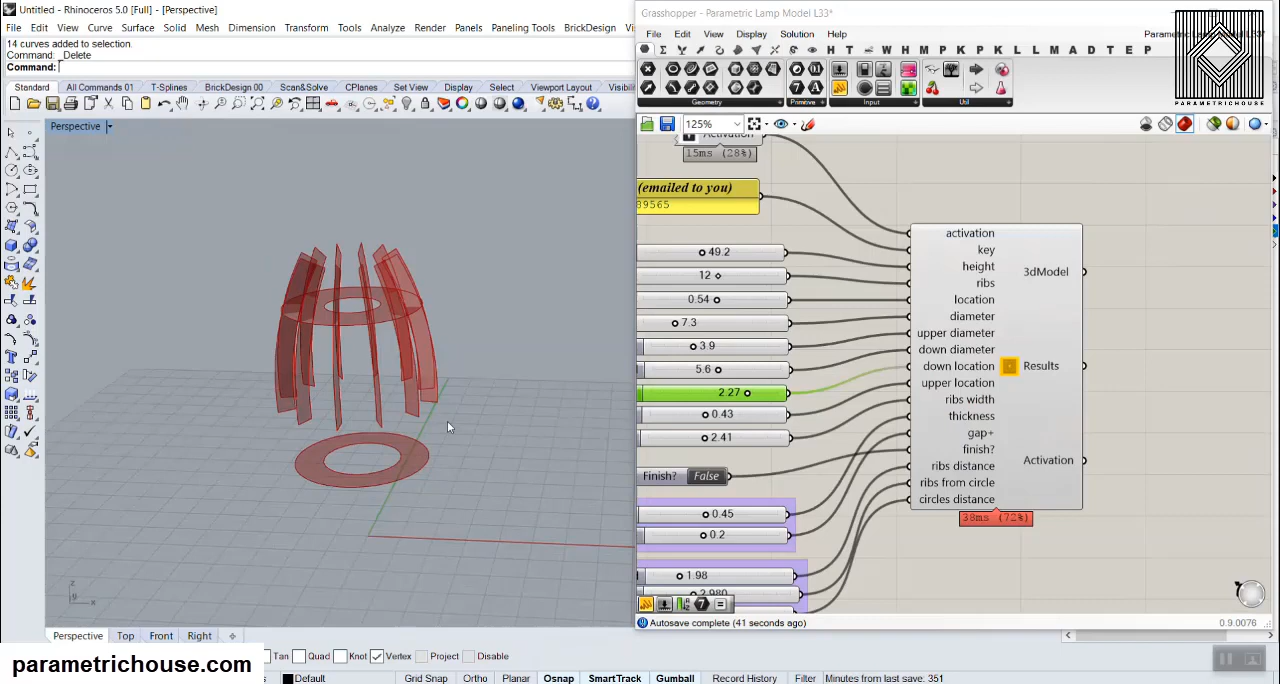 Untitled - Rhinoceros 5.0 [Full] - [Perspective]
File Edit View Curve Surface Solid Mesh Transform Tools Analyze Render Panels Paneling Tools BrickDesign
14 curves added to selection.
Command: _Delete
Command:
Standard All Commands 01 T-Splines BrickDesign 00 Scan&Solve CPlanes Set View Display Select Viewport Layout
Perspective
z
x
Perspective Top Front Right
Tan Quad Knot Vertex Project Disable
parametrichouse.com
Default Grid Snap Ortho Planar Osnap SmartTrack Gumball Record History Filter Minutes from last save: 351
Grasshopper - Parametric Lamp Model L33*
File Edit View Display Solution Help
H T W H M P K P K L L M A D T E P
PARAMETRICHOUSE
Geometry Primitive Input Util
125%
Activation
15ms (28%)
(emailed to you)
39565
49.2
12
0.54
7.3
3.9
5.6
2.27
0.43
2.41
Finish? False
0.45
0.2
1.98
2.980
activation
key
height
ribs
location
diameter
upper diameter
down diameter
down location
upper location
ribs width
thickness
gap+
finish?
ribs distance
ribs from circle
circles distance
3dModel
Results
Activation
38ms (72%)
Autosave complete (41 seconds ago)
0.9.0076